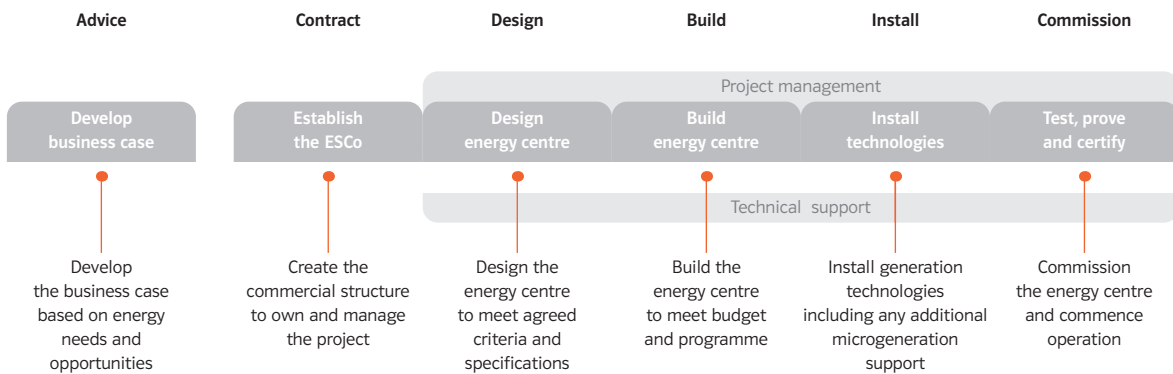 Advice
Contract
Design
Build
Install
Commission
Project management
Develop
business case
Establish
the ESCo
Design
energy centre
Build
energy centre
Install
technologies
Test, prove
and certify
Technical support
Develop
the business case
based on energy
needs and
opportunities
Create the
commercial structure
to own and manage
the project
Design the
energy centre
to meet agreed
criteria and
specifications
Build the
energy centre
to meet budget
and programme
Install generation
technologies
including any additional
microgeneration
support
Commission
the energy centre
and commence
operation